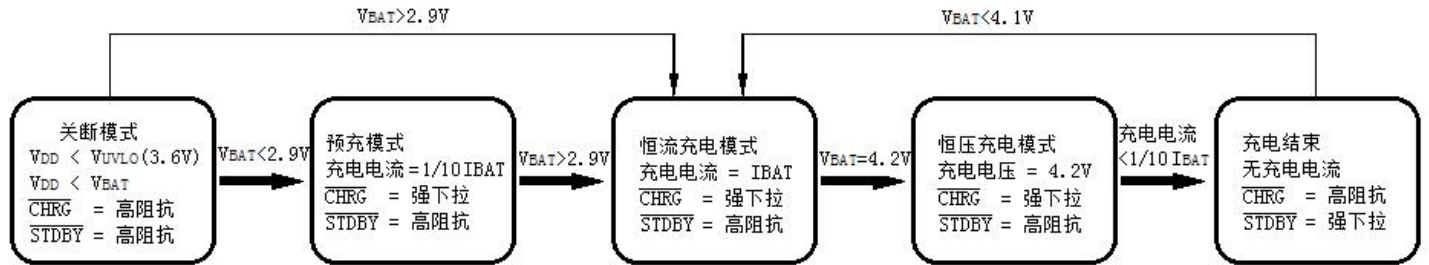 VBAT>2.9V
VBAT<4.1V
关断模式
VDD < VUVLO(3.6V)
VDD < VBAT
CHRG = 高阻抗
STDBY = 高阻抗
VBAT<2.9V
预充模式
充电电流=1/10IBAT
CHRG = 强下拉
STDBY = 高阻抗
VBAT>2.9V
恒流充电模式
充电电流 = IBAT
CHRG = 强下拉
STDBY = 高阻抗
VBAT=4.2V
恒压充电模式
充电电压 = 4.2V
CHRG = 强下拉
STDBY = 高阻抗
充电电流
<1/10IBAT
充电结束
无充电电流
CHRG = 高阻抗
STDBY = 强下拉